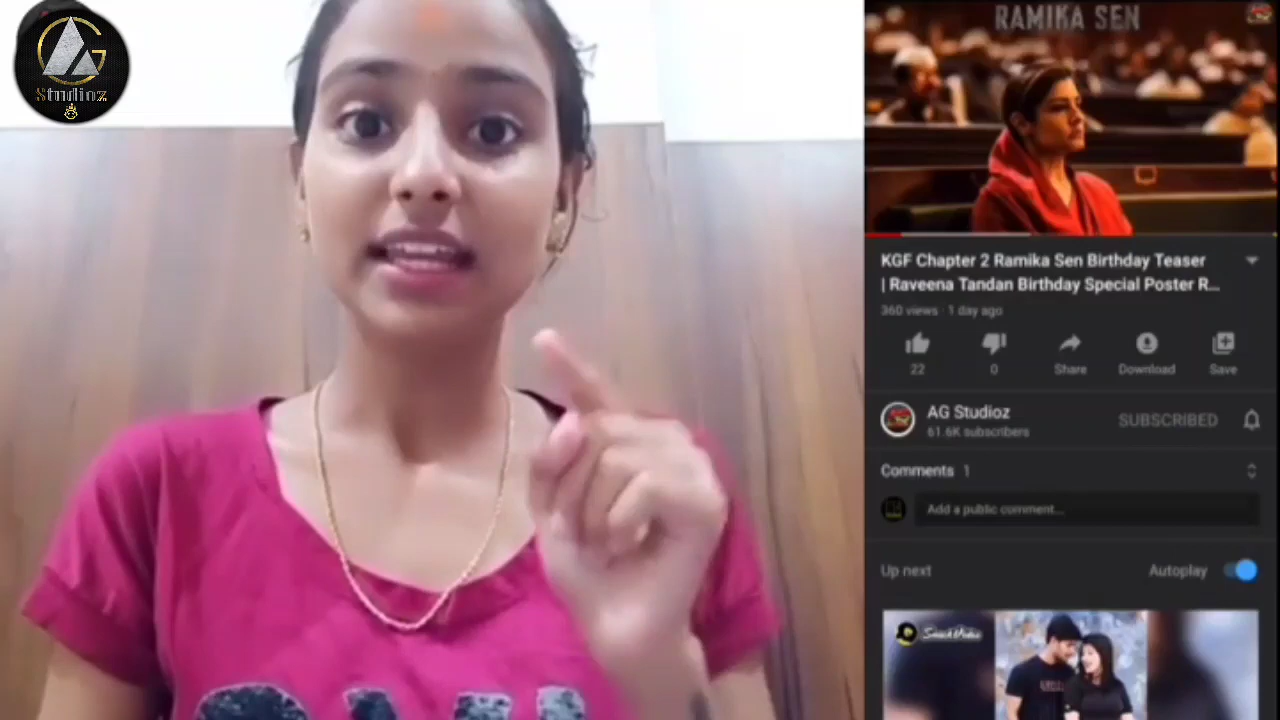 Studioz
RAMIKA SEN
KGF Chapter 2 Ramika Sen Birthday Teaser
| Raveena Tandan Birthday Special Poster R...
360 views · 1 day ago
22
0
Share
Download
Save
AG Studioz
61.6K subscribers
SUBSCRIBED
Comments 1
Add a public comment...
Up next
Autoplay
SnackVideo